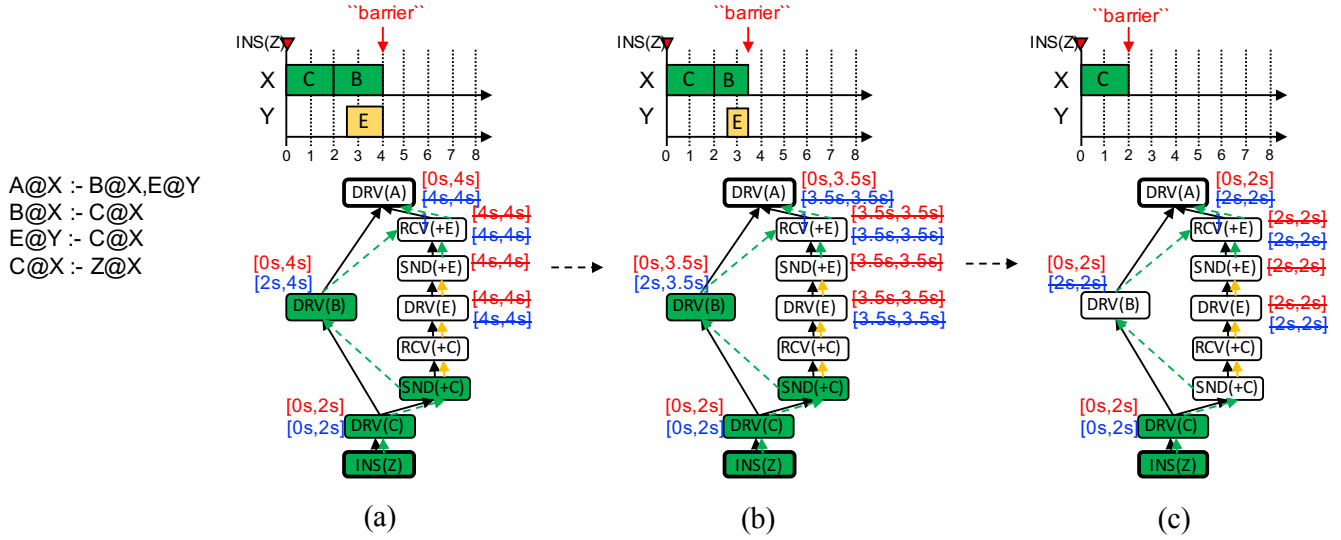 A@X :- B@X,E@Y
B@X :- C@X
E@Y :- C@X
C@X :- Z@X
``barrier``
INS(Z)
X
C
B
Y
E
0 1 2 3 4 5 6 7 8
DRV(A)
[0s,4s]
[4s,4s]
RCV(+E)
[4s,4s]
[4s,4s]
SND(+E)
[4s,4s]
[0s,4s]
[2s,4s]
DRV(B)
DRV(E)
[4s,4s]
[4s,4s]
RCV(+C)
SND(+C)
[0s,2s]
[0s,2s]
DRV(C)
INS(Z)
(a)
``barrier``
INS(Z)
X
C
B
Y
E
0 1 2 3 4 5 6 7 8
DRV(A)
[0s,3.5s]
[3.5s,3.5s]
RCV(+E)
[3.5s,3.5s]
[3.5s,3.5s]
SND(+E)
[3.5s,3.5s]
[0s,3.5s]
[2s,3.5s]
DRV(B)
DRV(E)
[3.5s,3.5s]
[3.5s,3.5s]
RCV(+C)
SND(+C)
[0s,2s]
[0s,2s]
DRV(C)
INS(Z)
(b)
``barrier``
INS(Z)
X
C
Y
0 1 2 3 4 5 6 7 8
DRV(A)
[0s,2s]
[2s,2s]
RCV(+E)
[2s,2s]
[2s,2s]
SND(+E)
[2s,2s]
[0s,2s]
[2s,2s]
DRV(B)
DRV(E)
[2s,2s]
[2s,2s]
RCV(+C)
SND(+C)
[0s,2s]
[0s,2s]
DRV(C)
INS(Z)
(c)